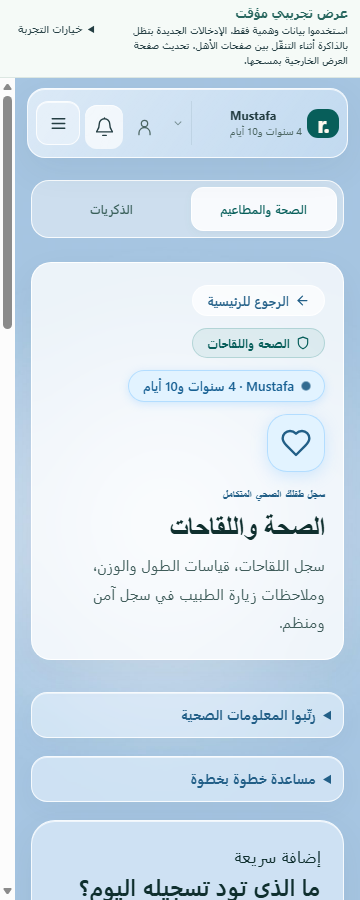 عرض تجريبي مؤقت
استخدموا بيانات وهمية فقط. الإدخالات الجديدة بتظل
بالذاكرة أثناء التنقّل بين صفحات الأهل. تحديث صفحة
العرض الخارجية بمسحها.
خيارات التجربة
r.
Mustafa
4 سنوات و10 أيام
الصحة والمطاعيم
الذكريات
الرجوع للرئيسية
الصحة واللقاحات
Mustafa · 4 سنوات و10 أيام
سجل طفلك الصحي المتكامل
الصحة واللقاحات
سجل اللقاحات، قياسات الطول والوزن،
وملاحظات زيارة الطبيب في سجل آمن
ومنظم.
رتّبوا المعلومات الصحية
مساعدة خطوة بخطوة
إضافة سريعة
ما الذي تود تسجيله اليوم؟